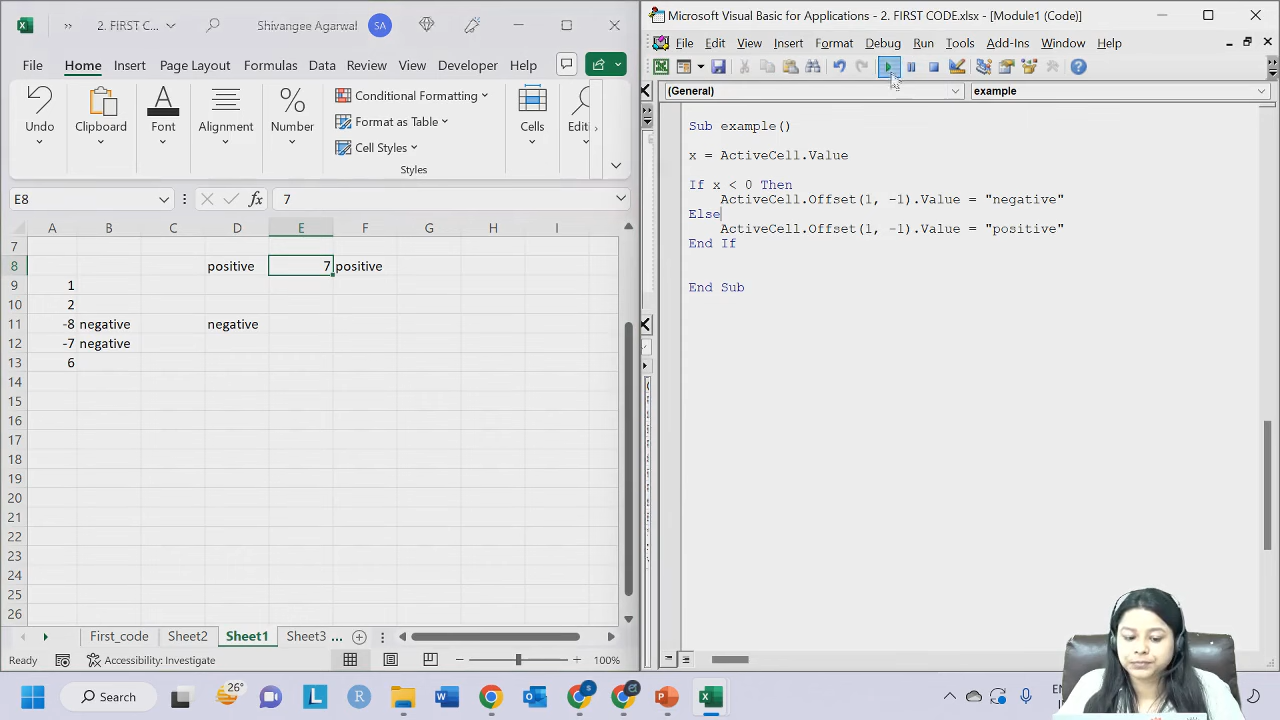 2. FIRST C...
Shivangee Agarwal
SA
File
Home
Insert
Page Layout
Formulas
Data
Review
View
Developer
Help
Undo
Clipboard
Font
Alignment
Number
Conditional Formatting
Format as Table
Cell Styles
Styles
Cells
Edit
E8
fx
7
A B C D E F G H I
7
8 positive 7 positive
9 1
10 2
11 -8 negative negative
12 -7 negative
13 6
14
15
16
17
18
19
20
21
22
23
24
25
26
First_code
Sheet2
Sheet1
Sheet3 ...
Ready
Accessibility: Investigate
100%
Microsoft Visual Basic for Applications - 2. FIRST CODE.xlsx - [Module1 (Code)]
File Edit View Insert Format Debug Run Tools Add-Ins Window Help
(General)
example
Sub example()
x = ActiveCell.Value
If x < 0 Then
ActiveCell.Offset(1, -1).Value = "negative"
Else
ActiveCell.Offset(1, -1).Value = "positive"
End If
End Sub
26°
Search